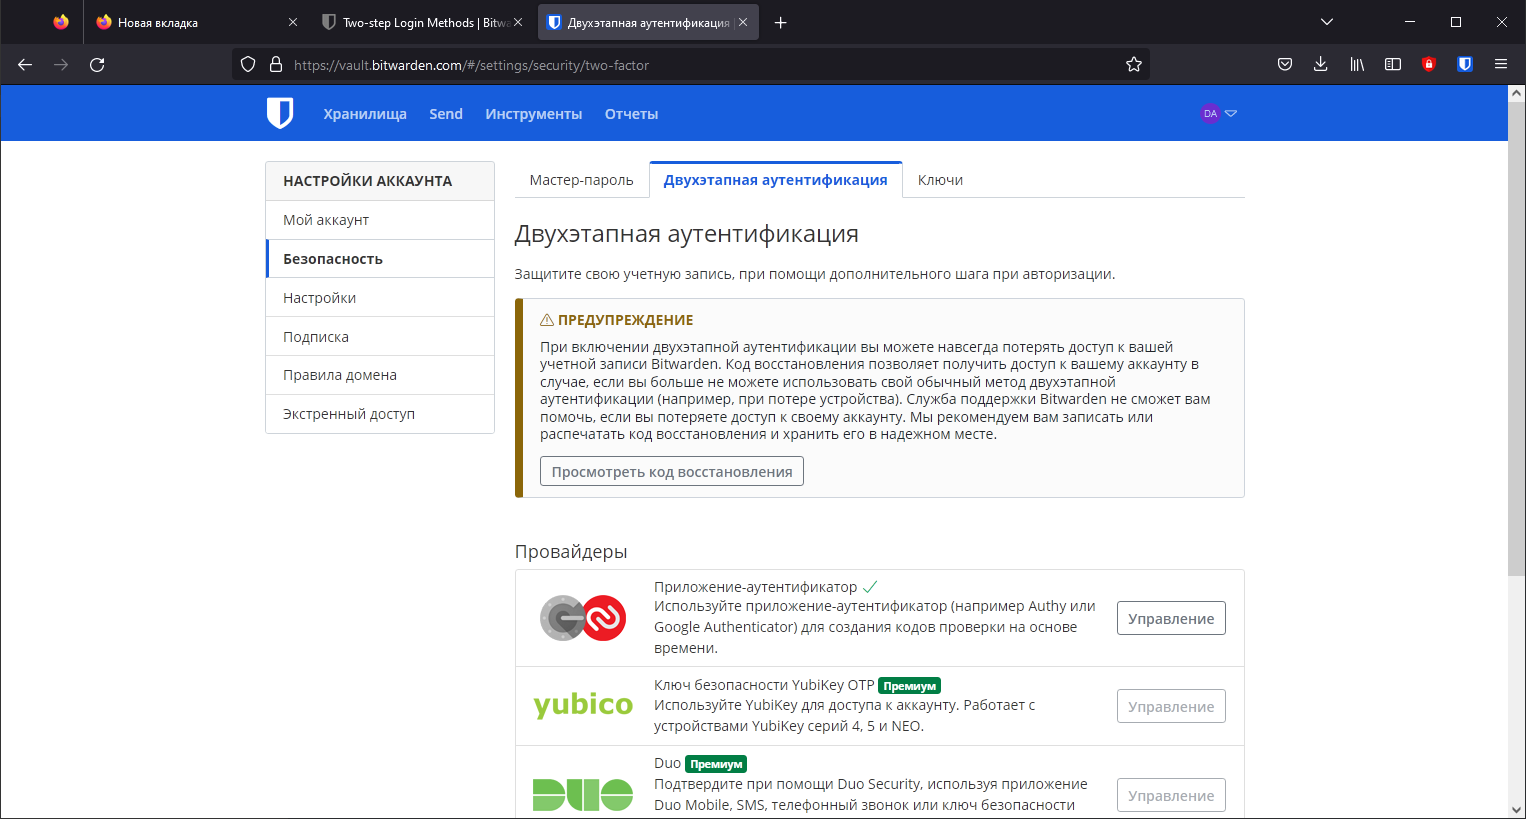 Новая вкладка
Two-step Login Methods | Bitw
Двухэтапная аутентификация
https://vault.bitwarden.com/#/settings/security/two-factor
Хранилища Send Инструменты Отчеты
DA
НАСТРОЙКИ АККАУНТА
Мой аккаунт
Безопасность
Настройки
Подписка
Правила домена
Экстренный доступ
Мастер-пароль Двухэтапная аутентификация Ключи
Двухэтапная аутентификация
Защитите свою учетную запись, при помощи дополнительного шага при авторизации.
ПРЕДУПРЕЖДЕНИЕ
При включении двухэтапной аутентификации вы можете навсегда потерять доступ к вашей
учетной записи Bitwarden. Код восстановления позволяет получить доступ к вашему аккаунту в
случае, если вы больше не можете использовать свой обычный метод двухэтапной
аутентификации (например, при потере устройства). Служба поддержки Bitwarden не сможет вам
помочь, если вы потеряете доступ к своему аккаунту. Мы рекомендуем вам записать или
распечатать код восстановления и хранить его в надежном месте.
Просмотреть код восстановления
Провайдеры
Приложение-аутентификатор
Используйте приложение-аутентификатор (например Authy или
Google Authenticator) для создания кодов проверки на основе
времени.
Управление
yubico
Ключ безопасности YubiKey OTP Премиум
Используйте YubiKey для доступа к аккаунту. Работает с
устройствами YubiKey серий 4, 5 и NEO.
Управление
DUO
Duo Премиум
Подтвердите при помощи Duo Security, используя приложение
Duo Mobile, SMS, телефонный звонок или ключ безопасности
Управление